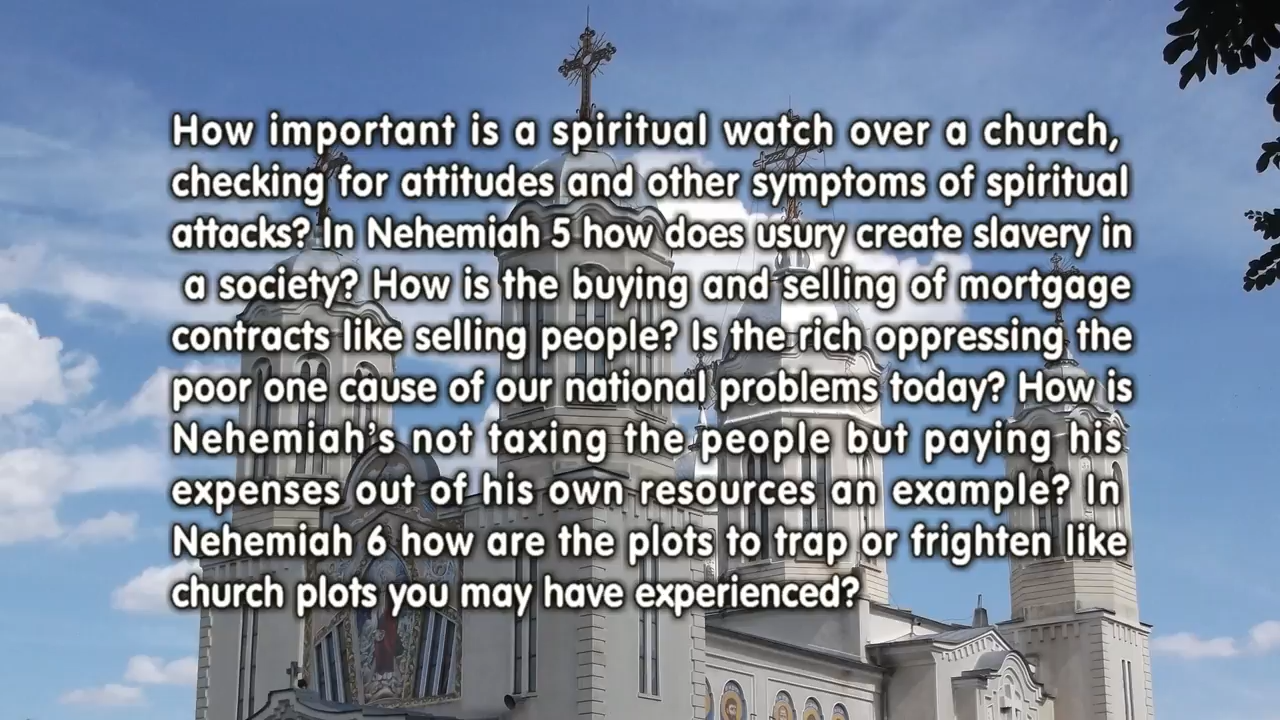 How important is a spiritual watch over a church,
checking for attitudes and other symptoms of spiritual
attacks? In Nehemiah 5 how does usury create slavery in
a society? How is the buying and selling of mortgage
contracts like selling people? Is the rich oppressing the
poor one cause of our national problems today? How is
Nehemiah's not taxing the people but paying his
expenses out of his own resources an example? In
Nehemiah 6 how are the plots to trap or frighten like
church plots you may have experienced?